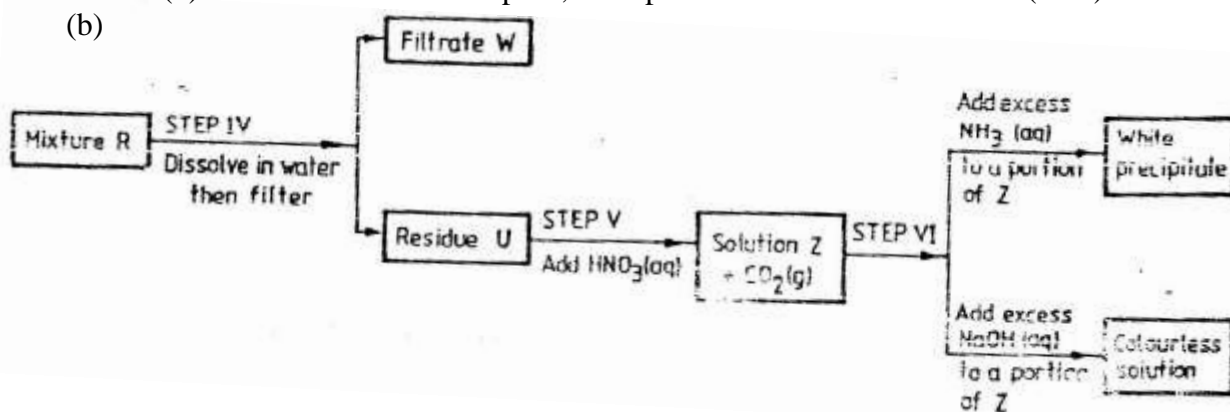 (b)
Filtrate W
Mixture R
STEP IV
Dissolve in water
then filter
Residue U
STEP V
Add HNO3(aq)
Solution Z
+ CO2(g)
STEP VI
Add excess
NH3 (aq)
to a portion
of Z
White
precipitate
Add excess
NaOH (aq)
to a portion
of Z
Colourless
solution